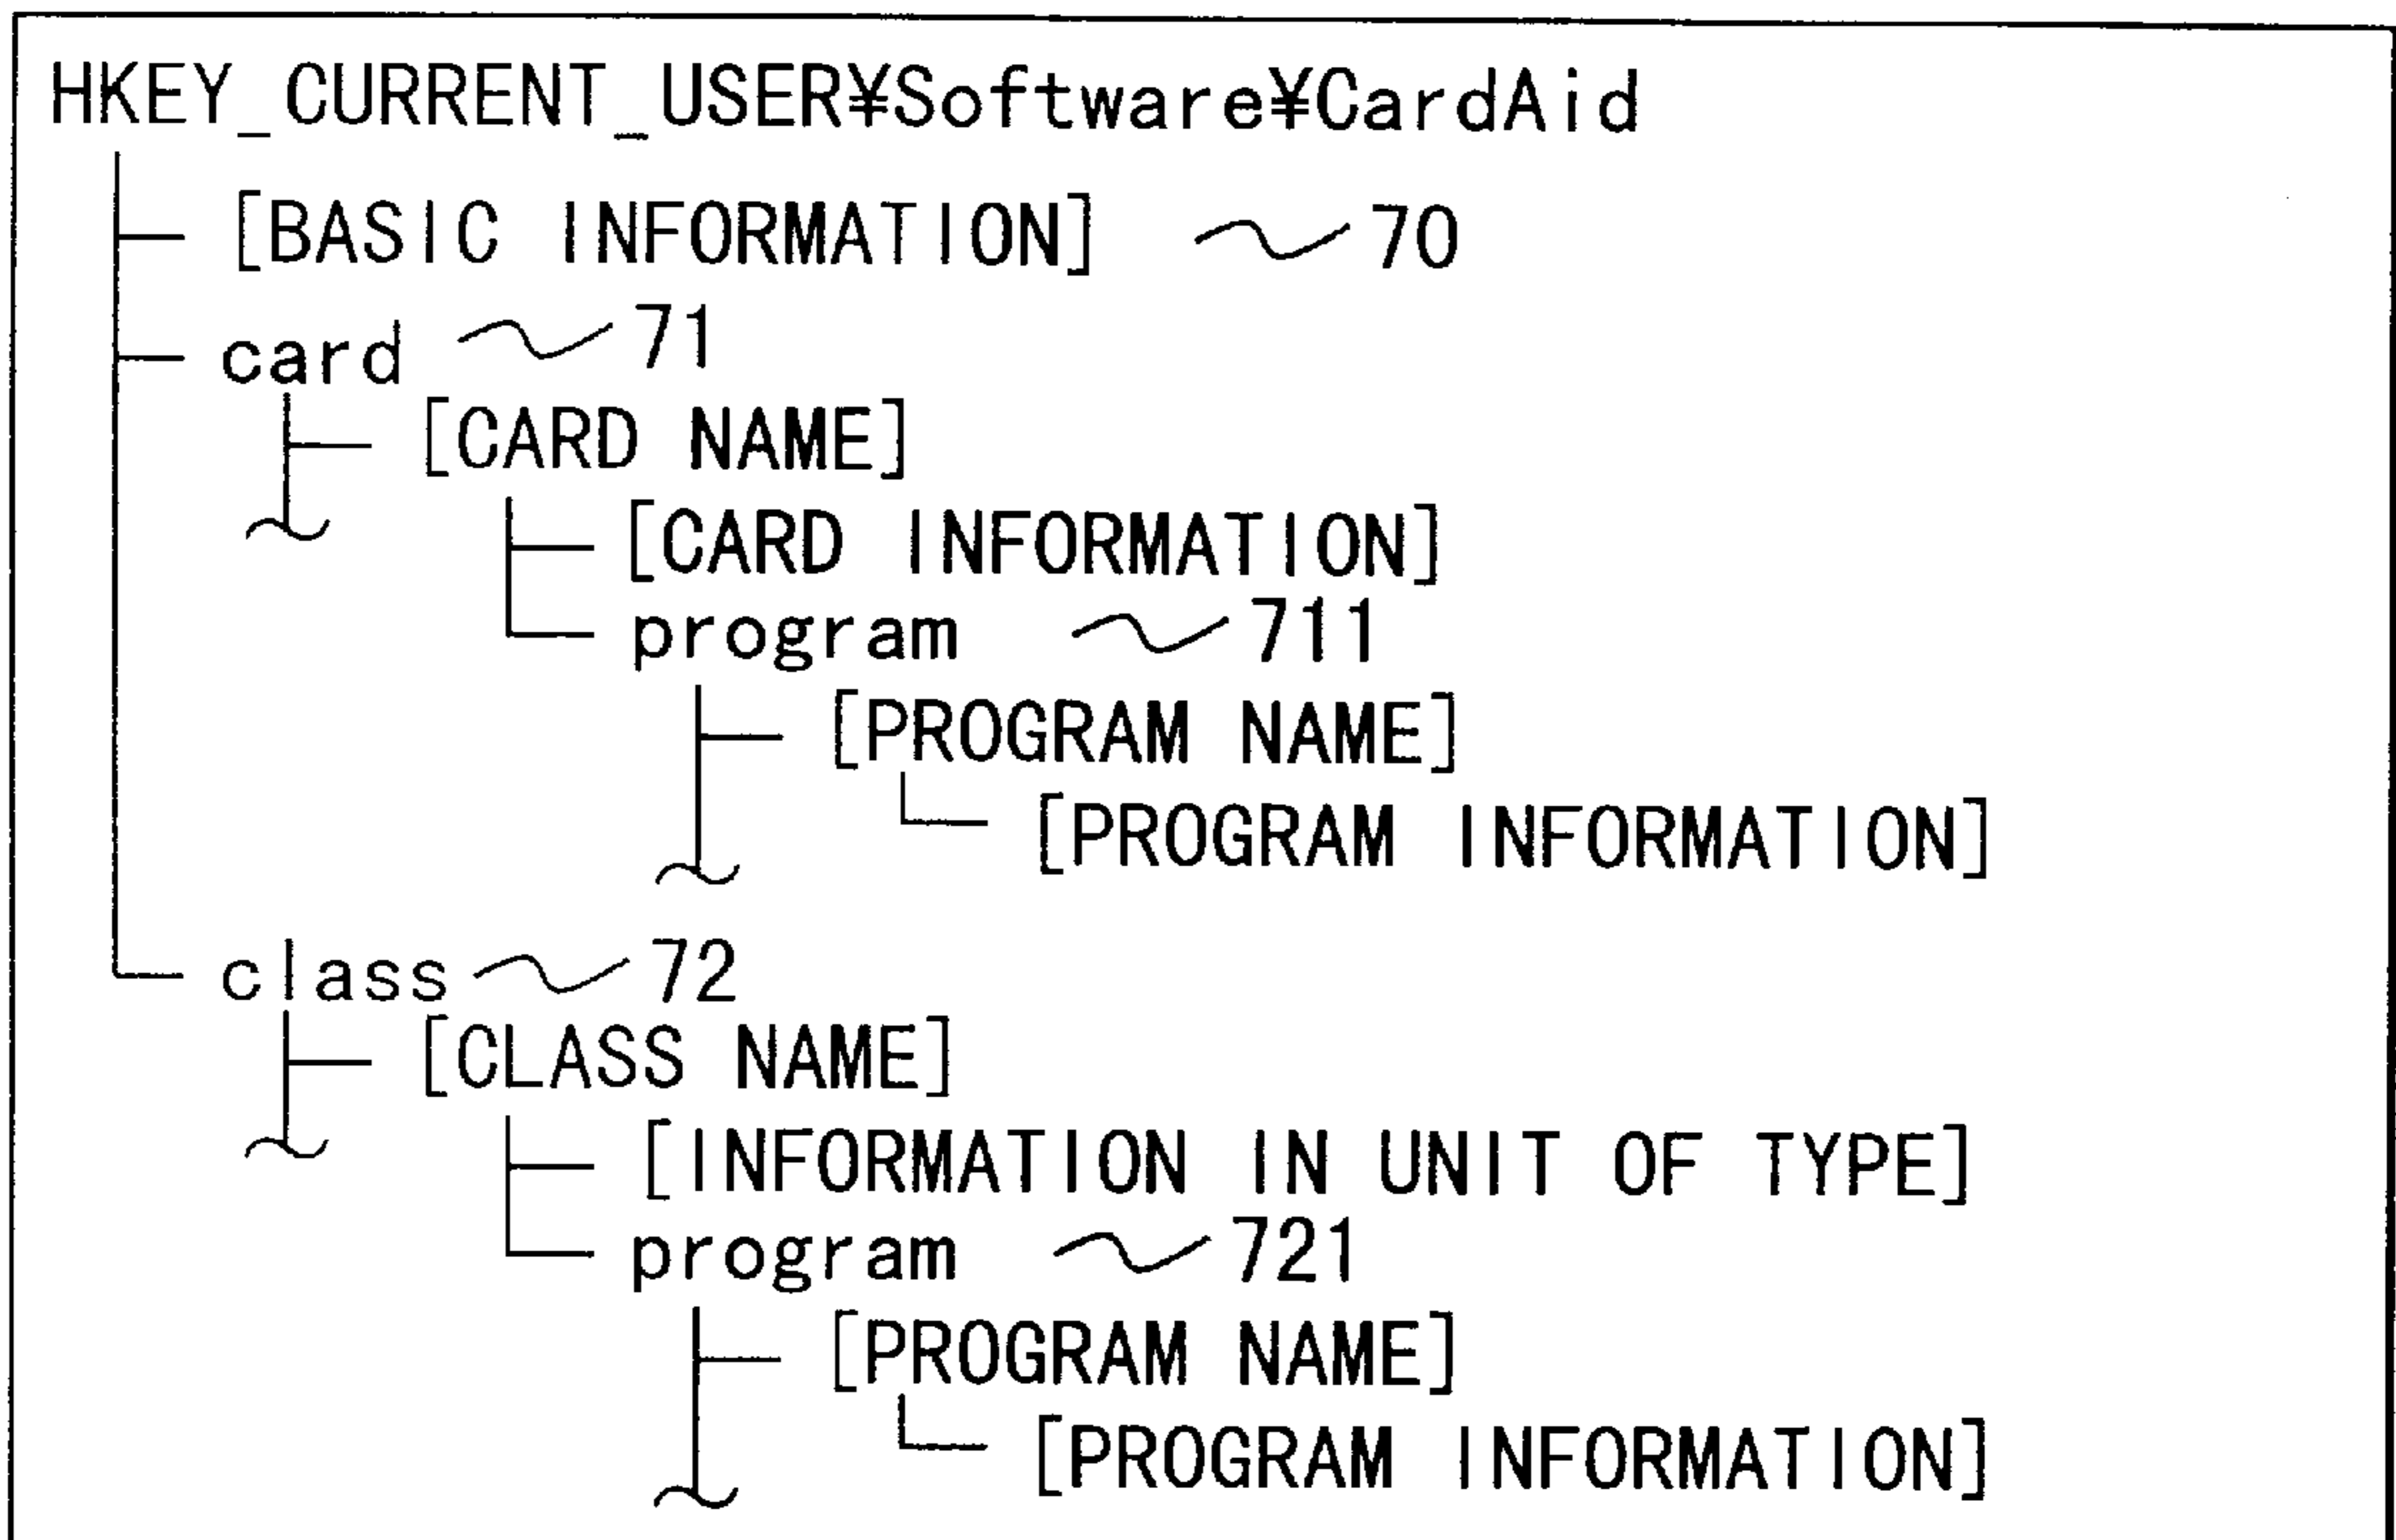 HKEY_CURRENT_USER¥Software¥CardAid
[BASIC INFORMATION] 70
card 71
[CARD NAME]
[CARD INFORMATION]
program 711
[PROGRAM NAME]
[PROGRAM INFORMATION]
class 72
[CLASS NAME]
[INFORMATION IN UNIT OF TYPE]
program 721
[PROGRAM NAME]
[PROGRAM INFORMATION]